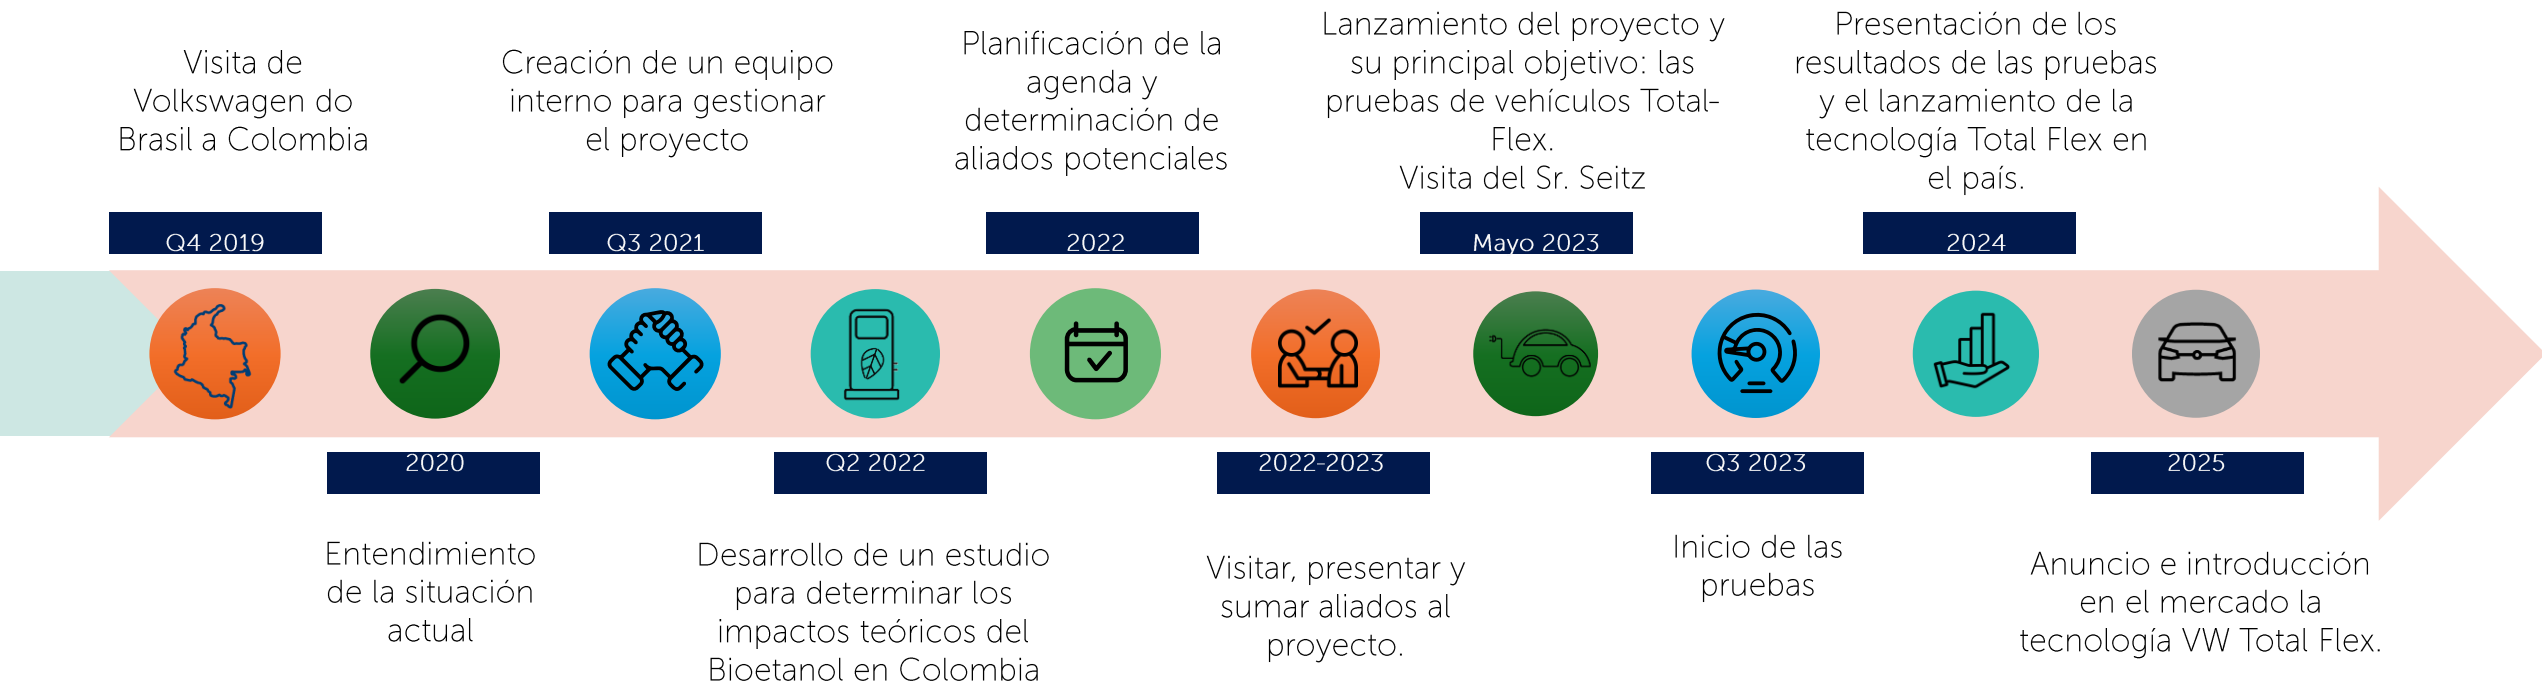 Visita de
Volkswagen do
Brasil a Colombia
Q4 2019
2020
Entendimiento
de la situación
actual
Creación de un equipo
interno para gestionar
el proyecto
Q3 2021
Q2 2022
Desarrollo de un estudio
para determinar los
impactos teóricos del
Bioetanol en Colombia
Planificación de la
agenda y
determinación de
aliados potenciales
2022
2022-2023
Visitar, presentar y
sumar aliados al
proyecto.
Lanzamiento del proyecto y
su principal objetivo: las
pruebas de vehículos Total-
Flex.
Visita del Sr. Seitz
Mayo 2023
Q3 2023
Inicio de las
pruebas
Presentación de los
resultados de las pruebas
y el lanzamiento de la
tecnología Total Flex en
el país.
2024
2025
Anuncio e introducción
en el mercado la
tecnología VW Total Flex.